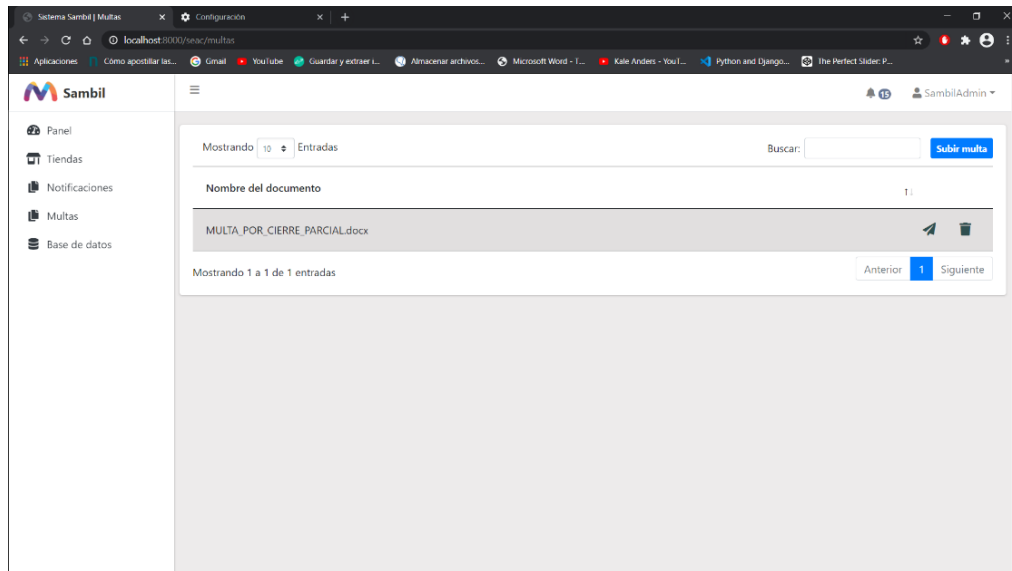 Sistema Sambil | Multas
Configuración
localhost:8000/seac/multas
Aplicaciones
Cómo apostillar las...
Gmail
YouTube
Guardar y extraer i...
Almacenar archivos...
Microsoft Word - T...
Kale Anders - YouT...
Python and Django...
The Perfect Slider: P...
Sambil
15
SambilAdmin
Panel
Tiendas
Notificaciones
Multas
Base de datos
Mostrando 10 Entradas
Buscar:
Subir multa
Nombre del documento
MULTA_POR_CIERRE_PARCIAL.docx
Mostrando 1 a 1 de 1 entradas
Anterior 1 Siguiente